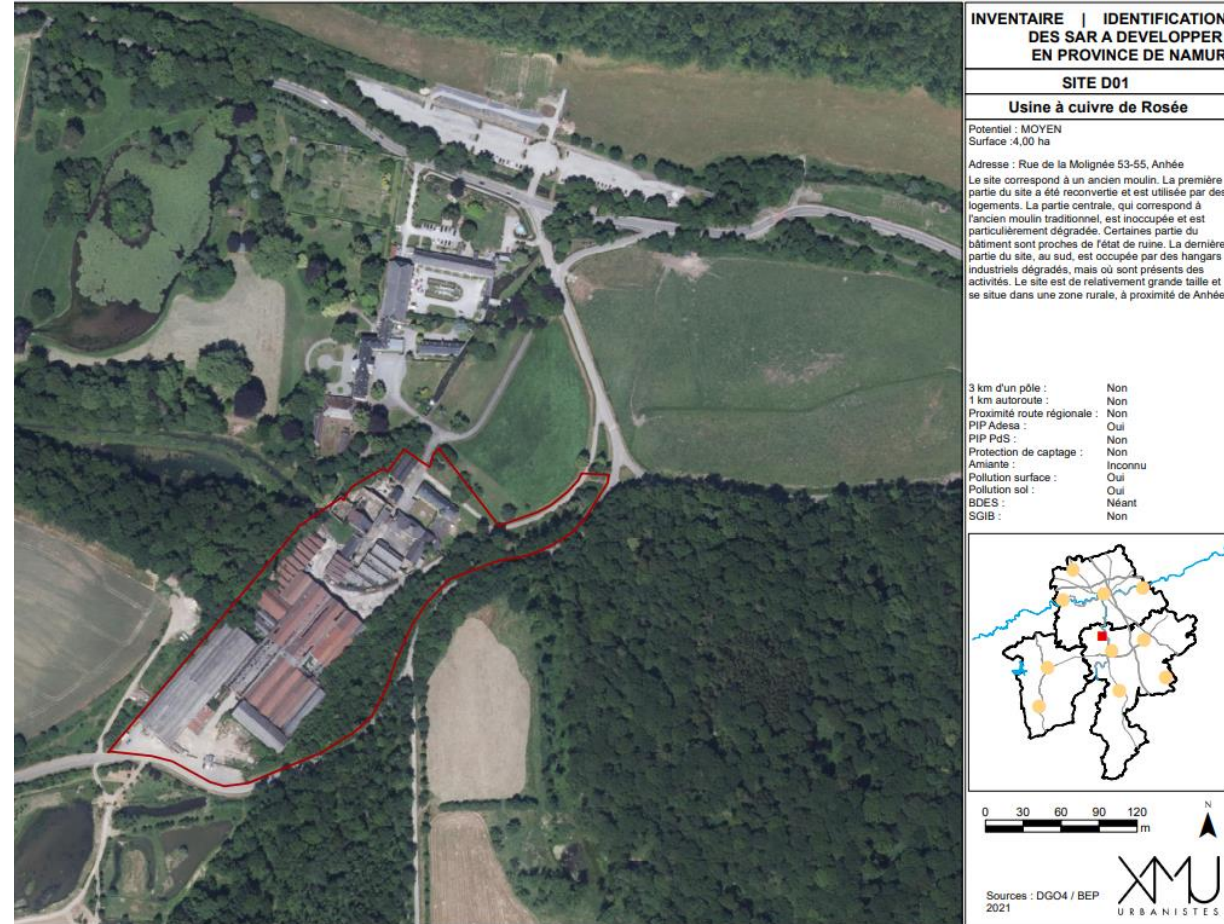 INVENTAIRE | IDENTIFICATION
DES SAR A DEVELOPPER
EN PROVINCE DE NAMUR
SITE D01
Usine à cuivre de Rosée
Potentiel : MOYEN
Surface :4,00 ha
Adresse : Rue de la Molignée 53-55, Anhée
Le site correspond à un ancien moulin. La première
partie du site a été reconvertie et est utilisée par des
logements. La partie centrale, qui correspond à
l'ancien moulin traditionnel, est inoccupée et est
particulièrement dégradée. Certaines partie du
bâtiment sont proches de l'état de ruine. La dernière
partie du site, au sud, est occupée par des hangars
industriels dégradés, mais où sont présents des
activités. Le site est de relativement grande taille et
se situe dans une zone rurale, à proximité de Anhée
3 km d'un pôle : Non
1 km autoroute : Non
Proximité route régionale : Non
PIP Adesa : Oui
PIP PdS : Non
Protection de captage : Non
Amiante : Inconnu
Pollution surface : Oui
Pollution sol : Oui
BDES : Néant
SGIB : Non
0 30 60 90 120
m
N
Sources : DGO4 / BEP
2021
XMU
URBANISTES